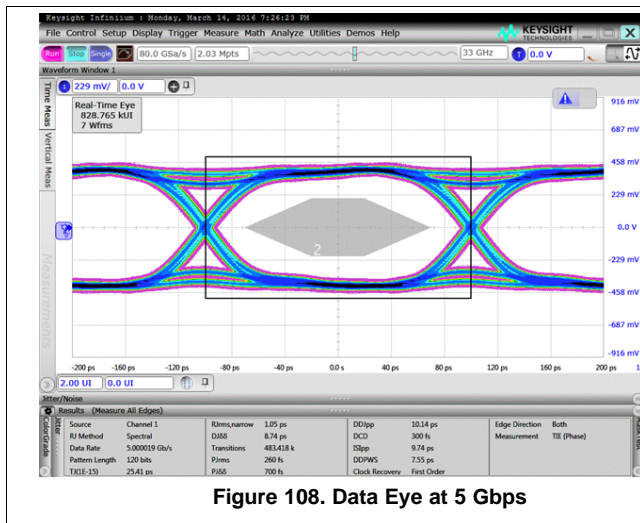 Keysight Infiniium : Monday, March 14, 2016 7:26:23 PM
File Control Setup Display Trigger Measure Math Analyze Utilities Demos Help
KEYSIGHT
TECHNOLOGIES
Run Stop Single 80.0 GSa/s 2.03 Mpts 33 GHz T 0.0 V
Waveform Window 1
1 229 mV/ 0.0 V
Time Meas
Vertical Meas
Measurements
Real-Time Eye
828.765 kUI
7 Wfms
916 mV
687 mV
458 mV
229 mV
0.0 V
-229 mV
-458 mV
-687 mV
-916 mV
2
-200 ps -160 ps -120 ps -80 ps -40 ps 0.0 s 40 ps 80 ps 120 ps 160 ps 200 ps
2.00 UI 0.0 UI
Jitter/Noise
Results (Measure All Edges)
ColorGrade
Jitter
Source Channel 1 RJrms,narrow 1.05 ps DDJpp 10.14 ps Edge Direction Both
RJ Method Spectral DJδδ 8.74 ps DCD 300 fs Measurement TIE (Phase)
Data Rate 5.000019 Gb/s Transitions 483.418 k ISIpp 9.74 ps
Pattern Length 120 bits PJrms 260 fs DDPWS 7.55 ps
TJ(1E-15) 25.41 ps PJδδ 700 fs Clock Recovery First Order
Figure 108. Data Eye at 5 Gbps